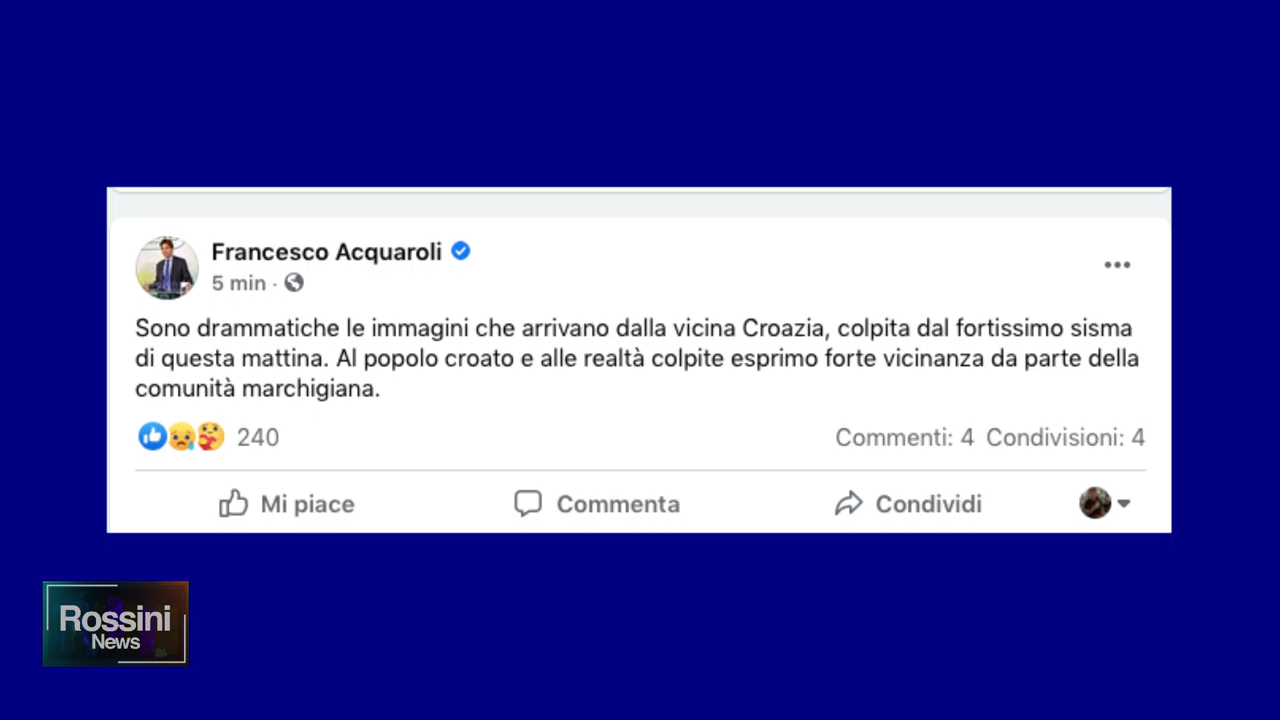 Francesco Acquaroli
5 min ·
Sono drammatiche le immagini che arrivano dalla vicina Croazia, colpita dal fortissimo sisma
di questa mattina. Al popolo croato e alle realtà colpite esprimo forte vicinanza da parte della
comunità marchigiana.
240 Commenti: 4 Condivisioni: 4
Mi piace Commenta Condividi
Rossini
News